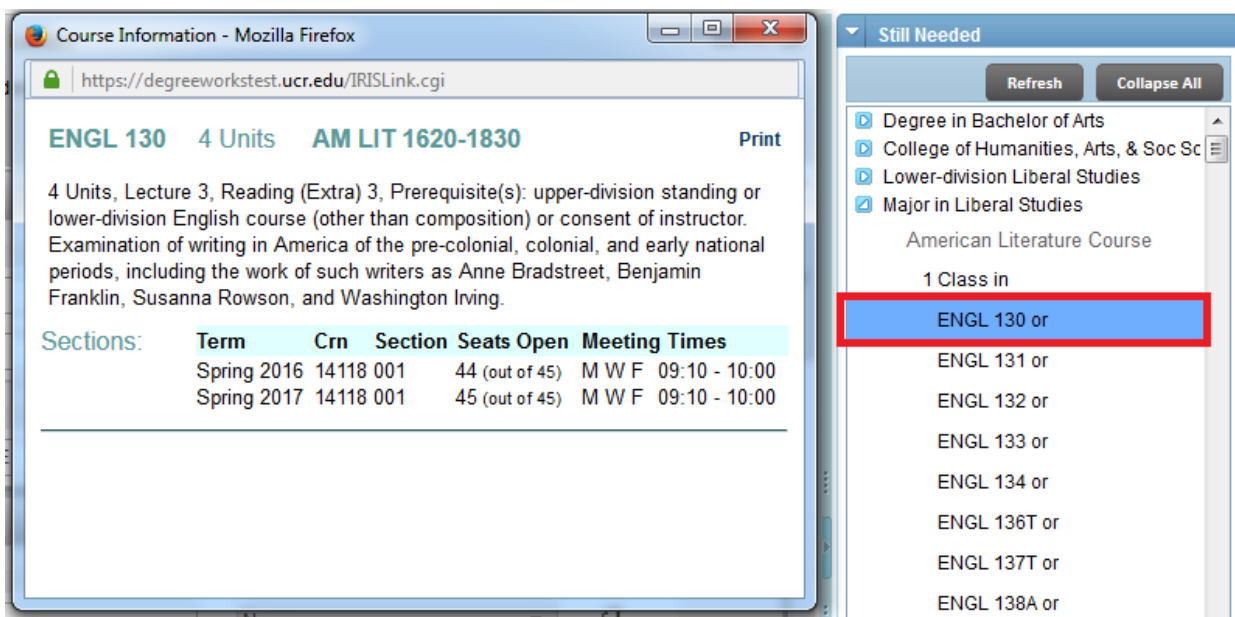 Course Information - Mozilla Firefox
https://degreeworkstest.ucr.edu/IRISLink.cgi
ENGL 130 4 Units AM LIT 1620-1830 Print
4 Units, Lecture 3, Reading (Extra) 3, Prerequisite(s): upper-division standing or
lower-division English course (other than composition) or consent of instructor.
Examination of writing in America of the pre-colonial, colonial, and early national
periods, including the work of such writers as Anne Bradstreet, Benjamin
Franklin, Susanna Rowson, and Washington Irving.
Sections: Term Crn Section Seats Open Meeting Times
Spring 2016 14118 001 44 (out of 45) M W F 09:10 - 10:00
Spring 2017 14118 001 45 (out of 45) M W F 09:10 - 10:00
Still Needed
Refresh Collapse All
Degree in Bachelor of Arts
College of Humanities, Arts, & Soc Sc
Lower-division Liberal Studies
Major in Liberal Studies
American Literature Course
1 Class in
ENGL 130 or
ENGL 131 or
ENGL 132 or
ENGL 133 or
ENGL 134 or
ENGL 136T or
ENGL 137T or
ENGL 138A or